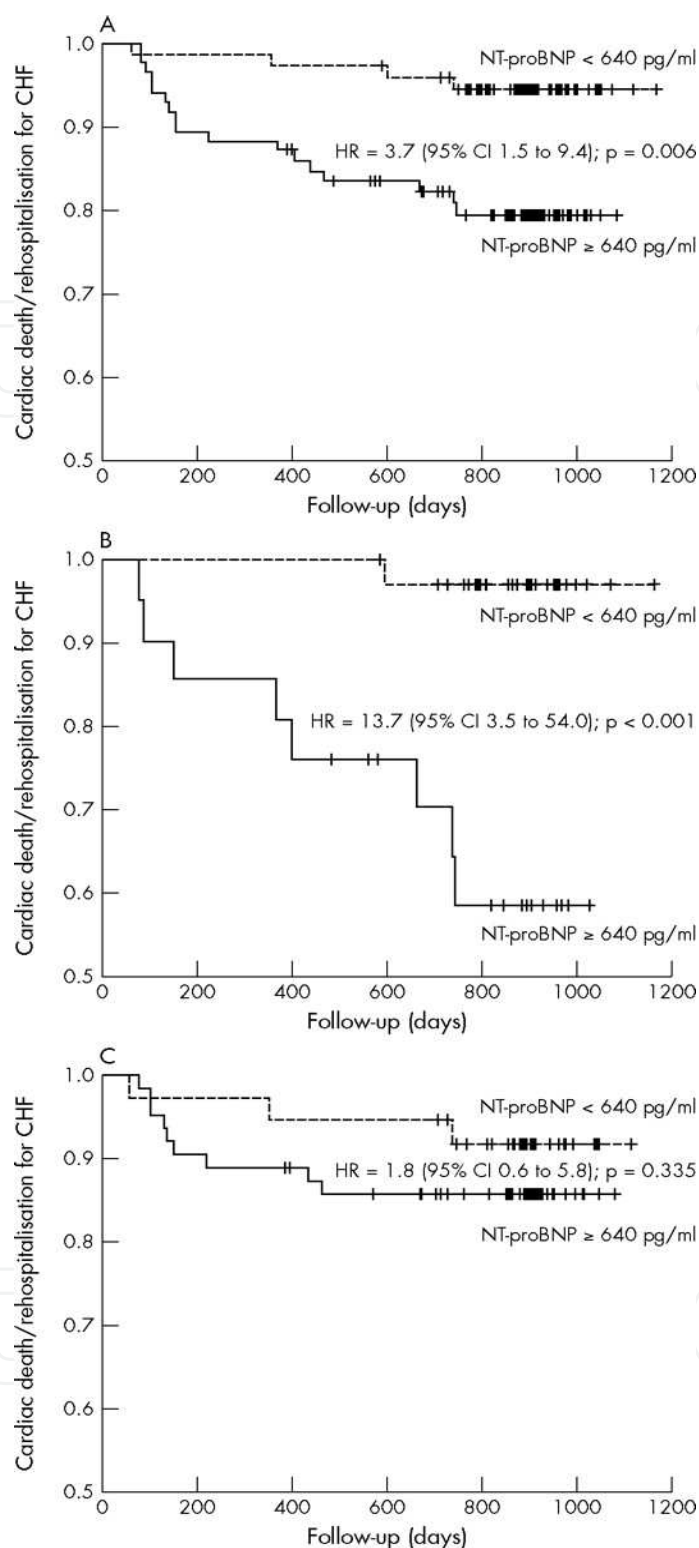 A
1.0
0.9
0.8
0.7
0.6
0.5
Cardiac death/rehospitalisation for CHF
NT-proBNP < 640 pg/ml
HR = 3.7 (95% CI 1.5 to 9.4); p = 0.006
NT-proBNP ≥ 640 pg/ml
0 200 400 600 800 1000 1200
Follow-up (days)
B
1.0
0.9
0.8
0.7
0.6
0.5
Cardiac death/rehospitalisation for CHF
NT-proBNP < 640 pg/ml
HR = 13.7 (95% CI 3.5 to 54.0); p < 0.001
NT-proBNP ≥ 640 pg/ml
0 200 400 600 800 1000 1200
Follow-up (days)
C
1.0
0.9
0.8
0.7
0.6
0.5
Cardiac death/rehospitalisation for CHF
NT-proBNP < 640 pg/ml
HR = 1.8 (95% CI 0.6 to 5.8); p = 0.335
NT-proBNP ≥ 640 pg/ml
0 200 400 600 800 1000 1200
Follow-up (days)